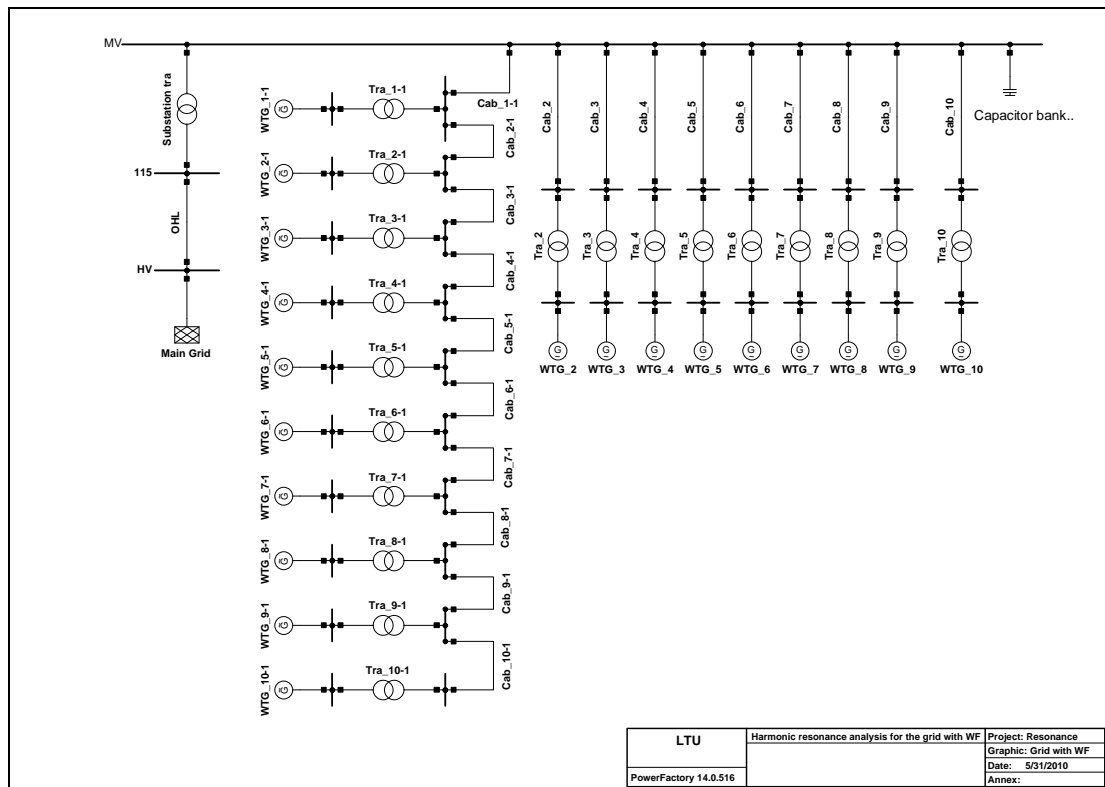 MV
Substation tra
115
OHL
HV
Main Grid
WTG_1-1
G
Tra_1-1
Cab_1-1
WTG_2-1
G
Tra_2-1
Cab_2-1
WTG_3-1
G
Tra_3-1
Cab_3-1
WTG_4-1
G
Tra_4-1
Cab_4-1
WTG_5-1
G
Tra_5-1
Cab_5-1
WTG_6-1
G
Tra_6-1
Cab_6-1
WTG_7-1
G
Tra_7-1
Cab_7-1
WTG_8-1
G
Tra_8-1
Cab_8-1
WTG_9-1
G
Tra_9-1
Cab_9-1
WTG_10-1
G
Tra_10-1
Cab_10-1
Cab_2
Cab_3
Cab_4
Cab_5
Cab_6
Cab_7
Cab_8
Cab_9
Cab_10
Capacitor bank..
Tra_2
Tra_3
Tra_4
Tra_5
Tra_6
Tra_7
Tra_8
Tra_9
Tra_10
G
G
G
G
G
G
G
G
G
WTG_2
WTG_3
WTG_4
WTG_5
WTG_6
WTG_7
WTG_8
WTG_9
WTG_10
LTU
PowerFactory 14.0.516
Harmonic resonance analysis for the grid with WF
Project: Resonance
Graphic: Grid with WF
Date: 5/31/2010
Annex: